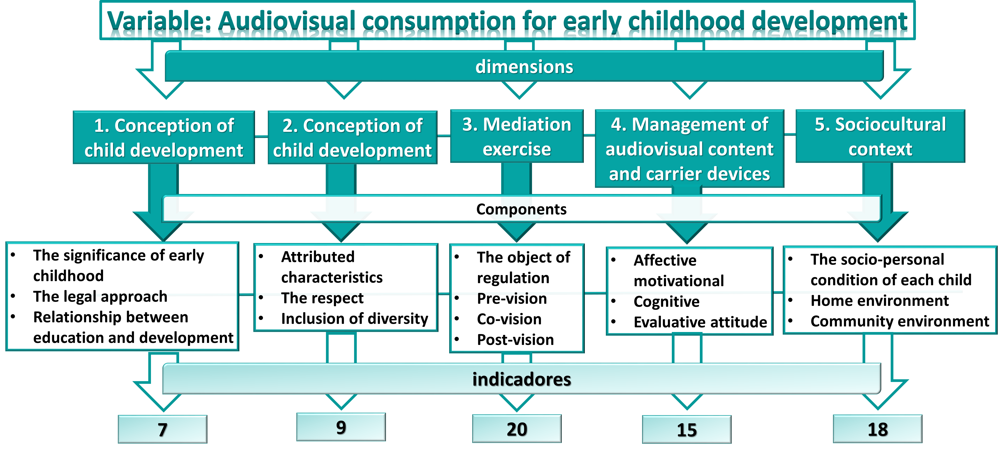 Variable: Audiovisual consumption for early childhood development
dimensions
1. Conception of
child development
2. Conception of
child development
3. Mediation
exercise
4. Management of
audiovisual content
and carrier devices
5. Sociocultural
context
Components
• The significance of early
childhood
• The legal approach
• Relationship between
education and development
• Attributed
characteristics
• The respect
• Inclusion of diversity
• The object of
regulation
• Pre-vision
• Co-vision
• Post-vision
• Affective
motivational
• Cognitive
• Evaluative attitude
• The socio-personal
condition of each child
• Home environment
• Community environment
indicadores
7
9
20
15
18